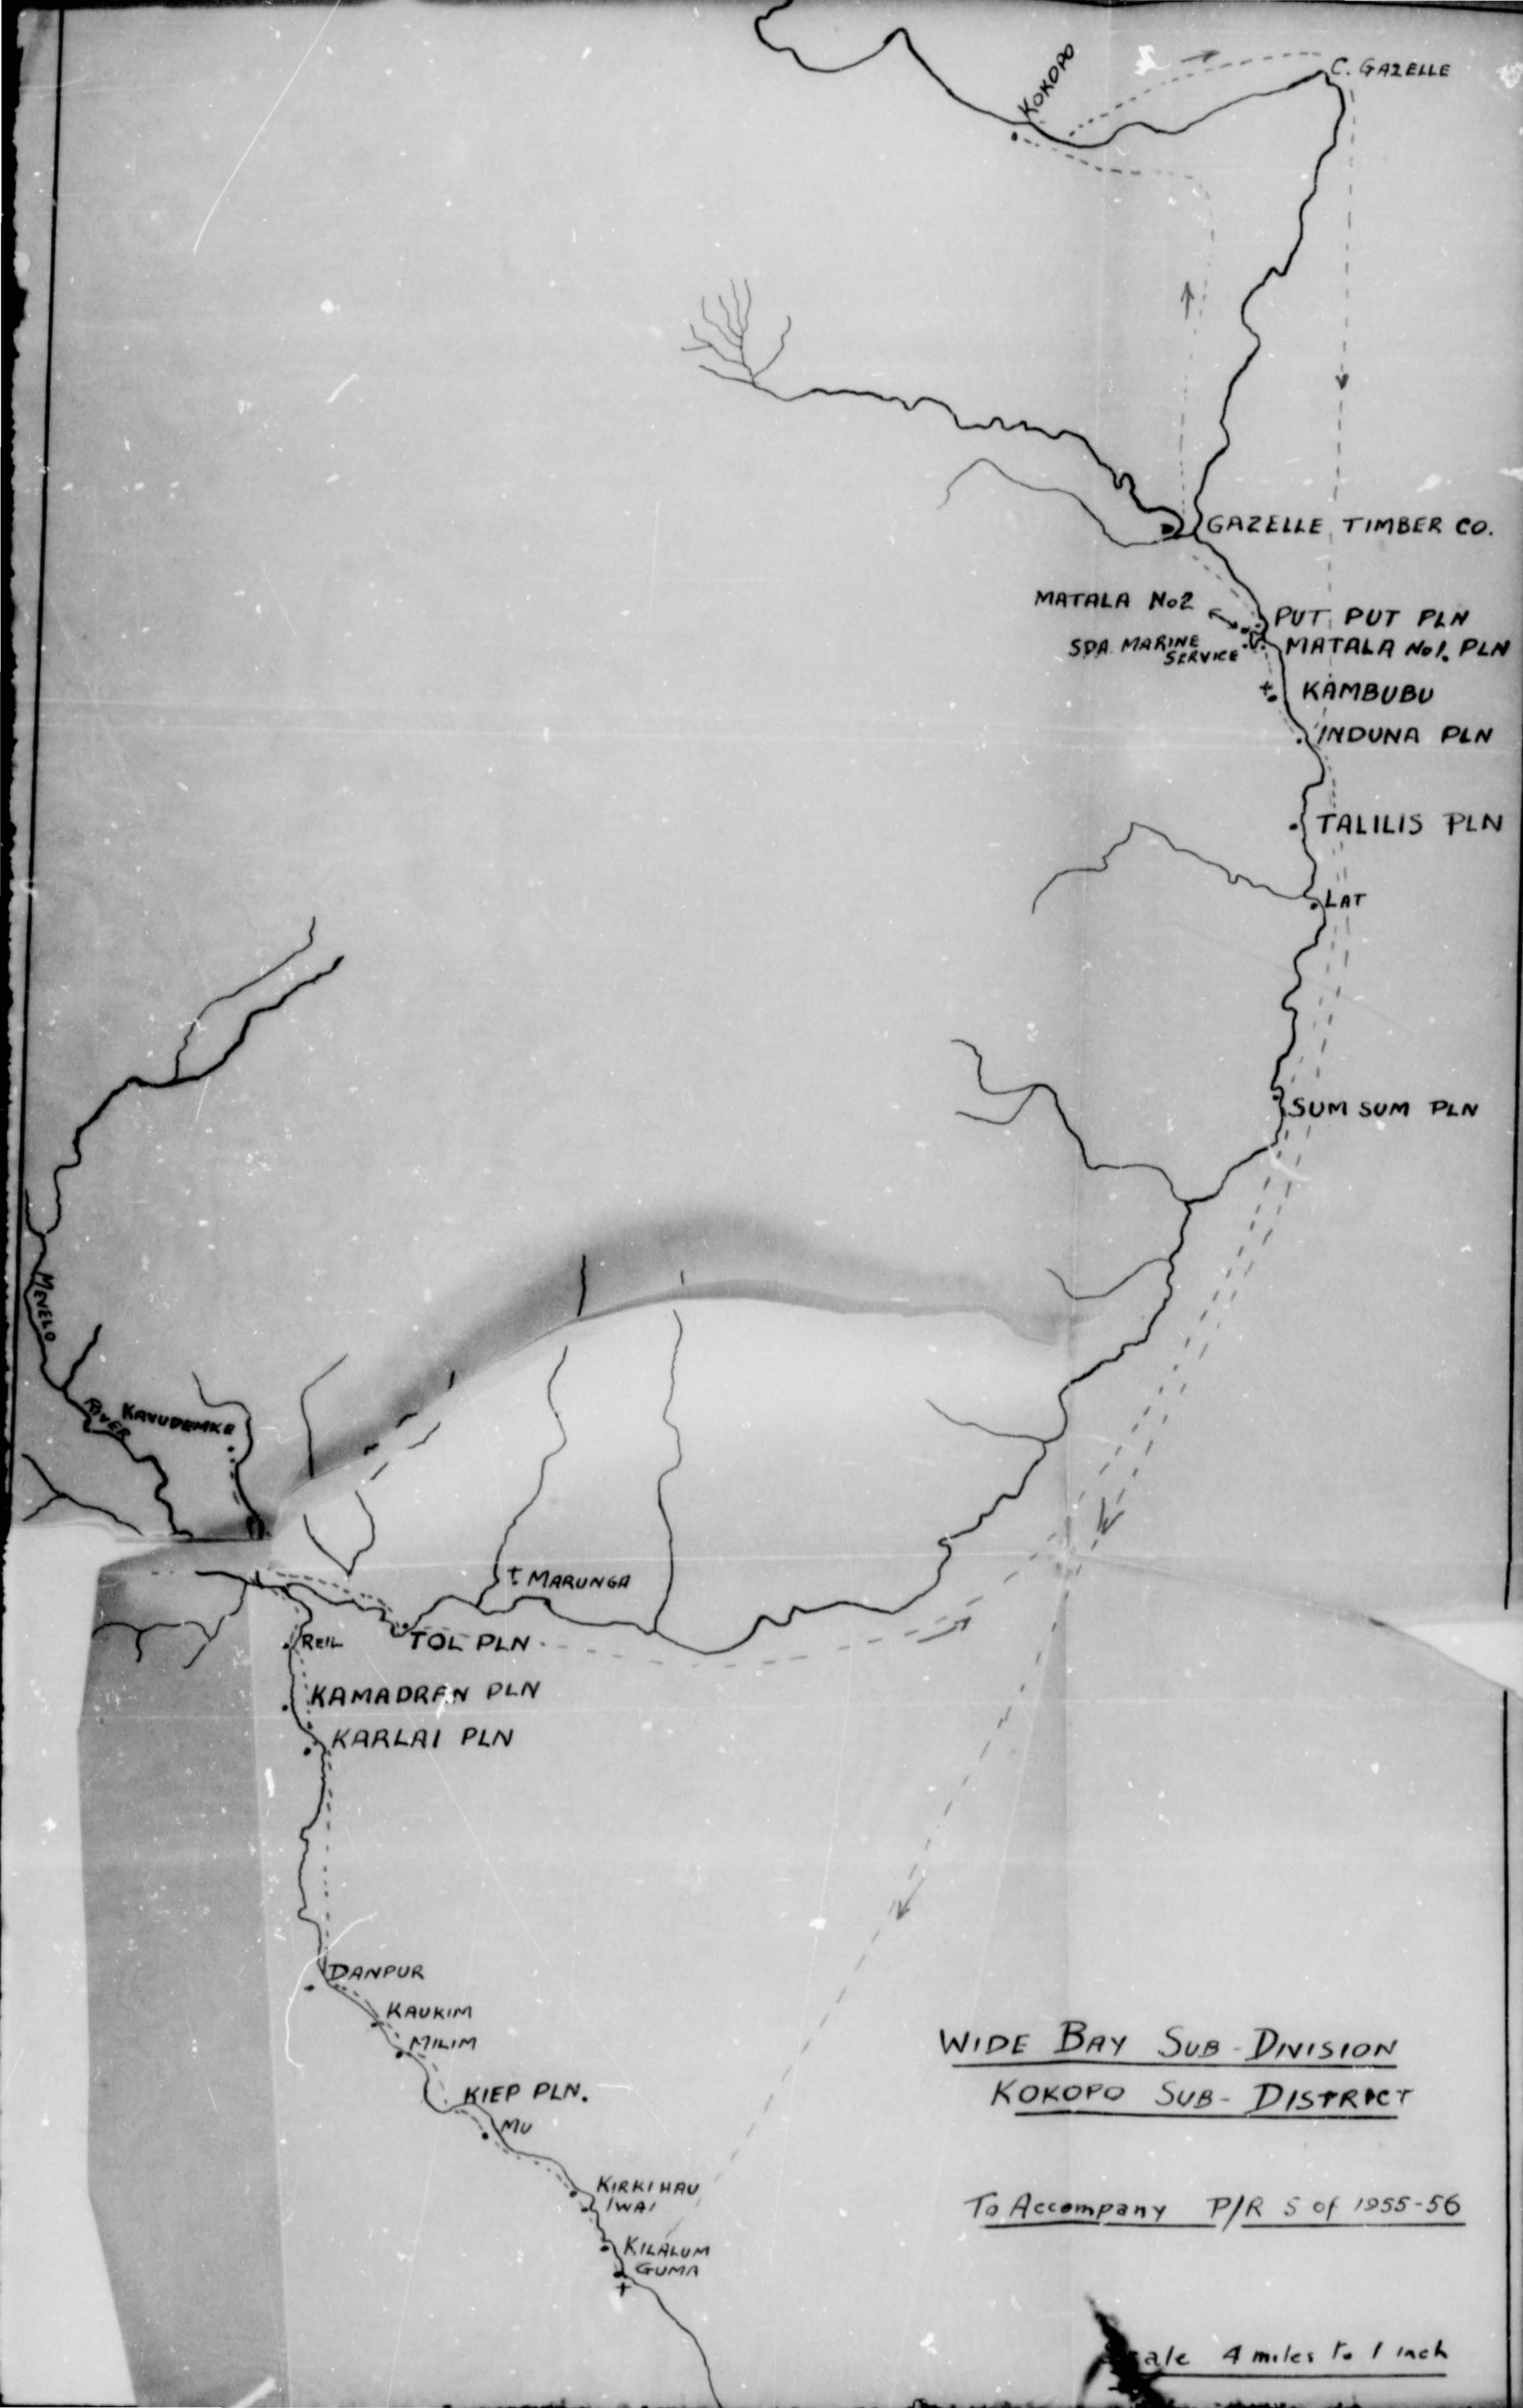 KOKOPO
C. GAZELLE
GAZELLE TIMBER CO.
MATALA No2
PUT PUT PLN
SDA. MARINE
SERVICE
MATALA No1. PLN
KAMBUBU
INDUNA PLN
TALILIS PLN
LAT
SUM SUM PLN
MEVELO
RIVER
KAVUDEMKE
MARUNGA
REIL
TOL PLN
KAMADRAN PLN
KARLAI PLN
DANPUR
KAUKIM
MILIM
KIEP PLN.
MU
KIRKIHAU
IWAI
KILALUM
GUMA
WIDE BAY SUB-DIVISION
KOKOPO SUB-DISTRICT
To Accompany P/R 5 of 1955-56
ale 4 miles to 1 inch